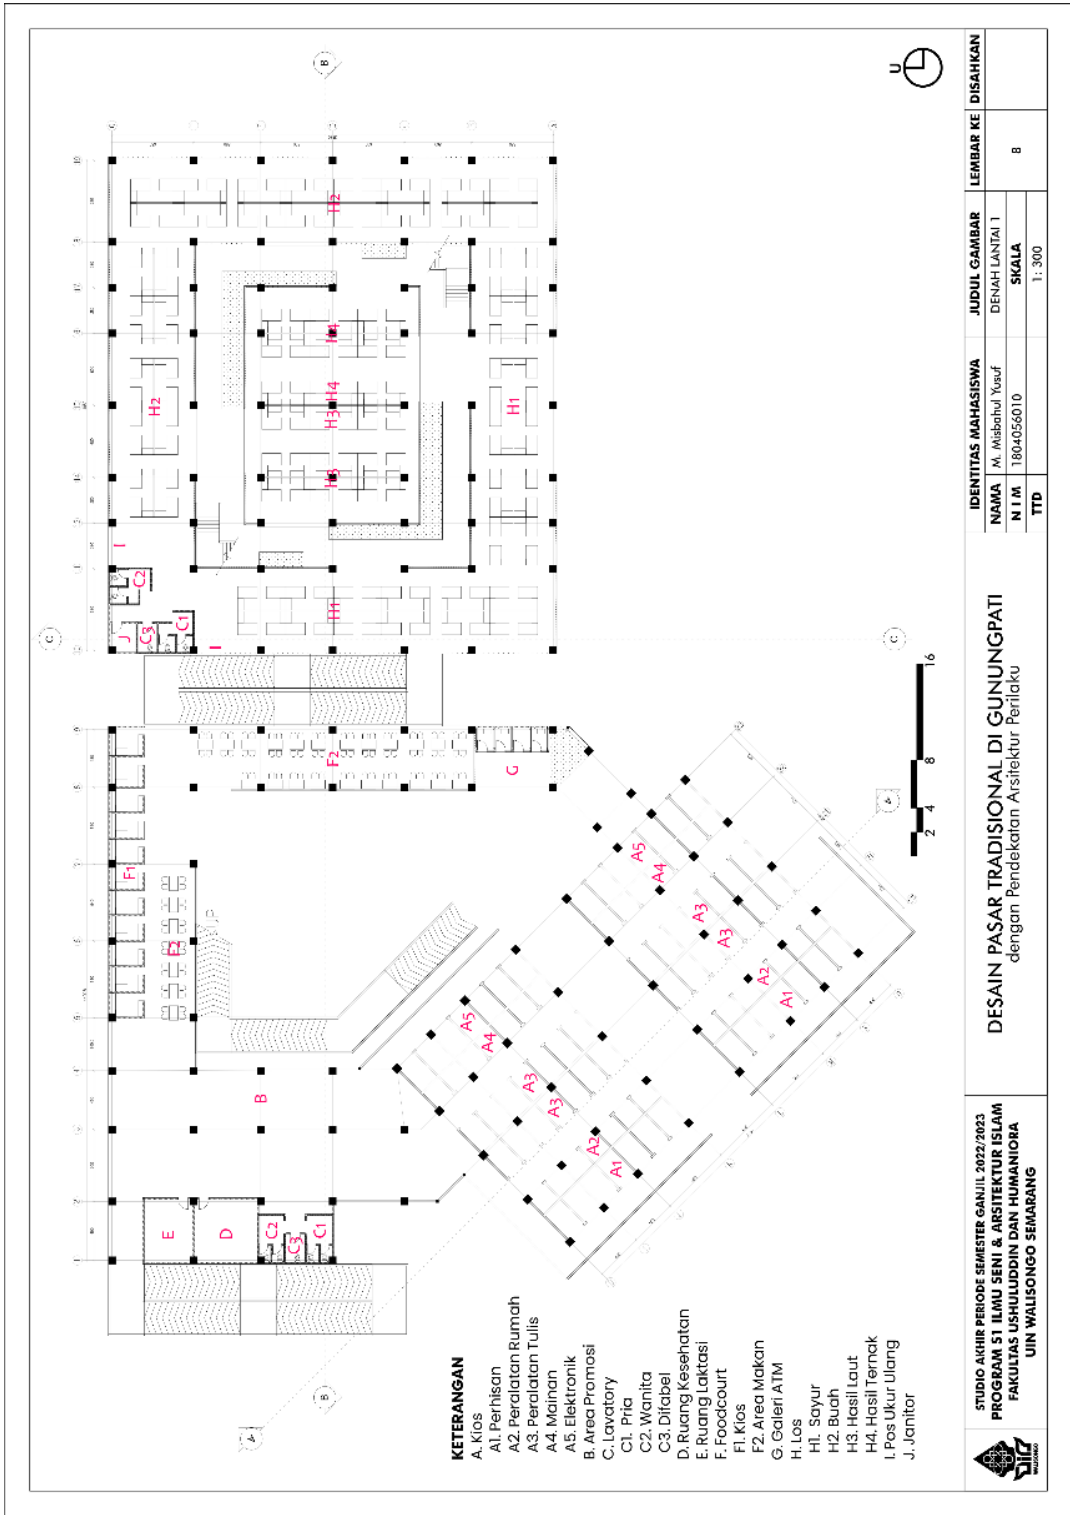 KETERANGAN
A. Kios
A1. Perhisan
A2. Peralatan Rumah
A3. Peralatan Tulis
A4. Mainan
A5. Elektronik
B. Area Promosi
C. Lavatory
C1. Pria
C2. Wanita
C3. Difabel
D. Ruang Kesehatan
E. Ruang Laktasi
F. Foodcourt
F1. Kios
F2. Area Makan
G. Galeri ATM
H. Los
H1. Sayur
H2. Buah
H3. Hasil Laut
H4. Hasil Ternak
I. Pos Ukur Ulang
J. Janitor
E
D
C2
C3
C1
B
F1
F2
F2
G
J
C3
C1
C2
I
I
H1
H2
H3
H3
H4
H4
H1
H2
A1
A2
A3
A3
A4
A5
A1
A2
A3
A3
A4
A5
B
B
C
C
A
A
U
2 4 8 16
WALISONGO
STUDIO AKHIR PERIODE SEMESTER GANJIL 2022/2023
PROGRAM S1 ILMU SENI & ARSITEKTUR ISLAM
FAKULTAS USHULUDDIN DAN HUMANIORA
UIN WALISONGO SEMARANG
DESAIN PASAR TRADISIONAL DI GUNUNGPATI
dengan Pendekatan Arsitektur Perilaku
IDENTITAS MAHASISWA
NAMA M. Misbahul Yusuf
N I M 1804056010
TTD
JUDUL GAMBAR
DENAH LANTAI 1
SKALA
1 : 300
LEMBAR KE
8
DISAHKAN